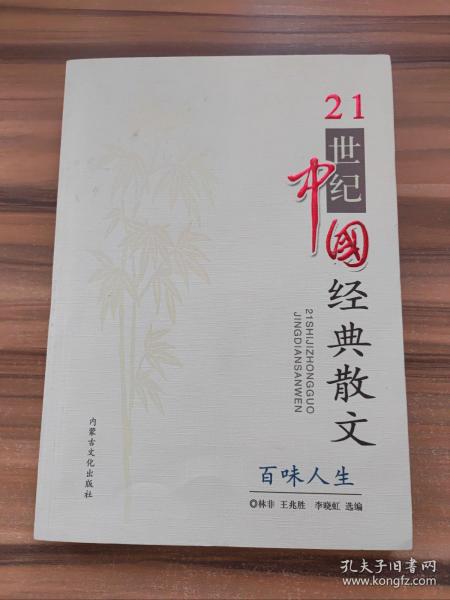 21
世纪
中國
经典散文
21SHIJIZHONGGUO
JINGDIANSANWEN
百味人生
◎林非 王兆胜 李晓虹 选编
内蒙古文化出版社
孔夫子旧书网
www.kongfz.com